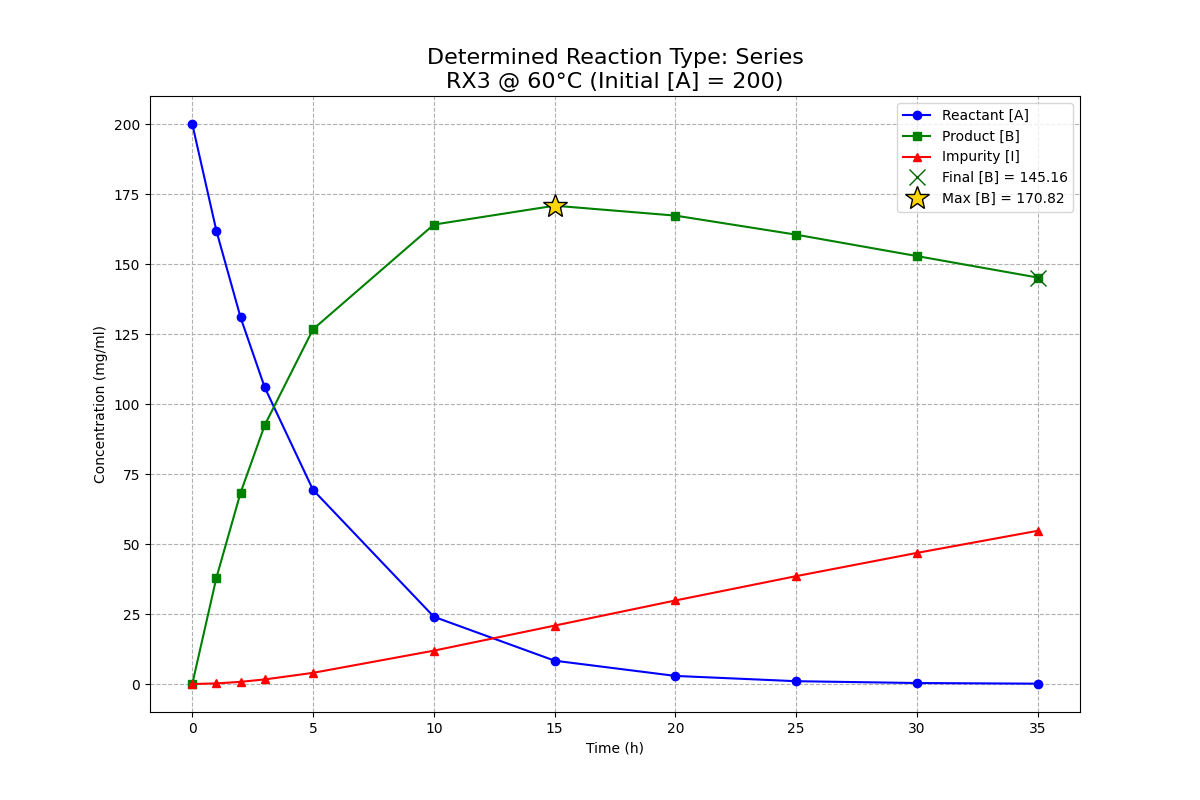 Determined Reaction Type: Series
RX3 @ 60°C (Initial [A] = 200)
Reactant [A]
Product [B]
Impurity [I]
Final [B] = 145.16
Max [B] = 170.82
Concentration (mg/ml)
200
175
150
125
100
75
50
25
0
0 5 10 15 20 25 30 35
Time (h)